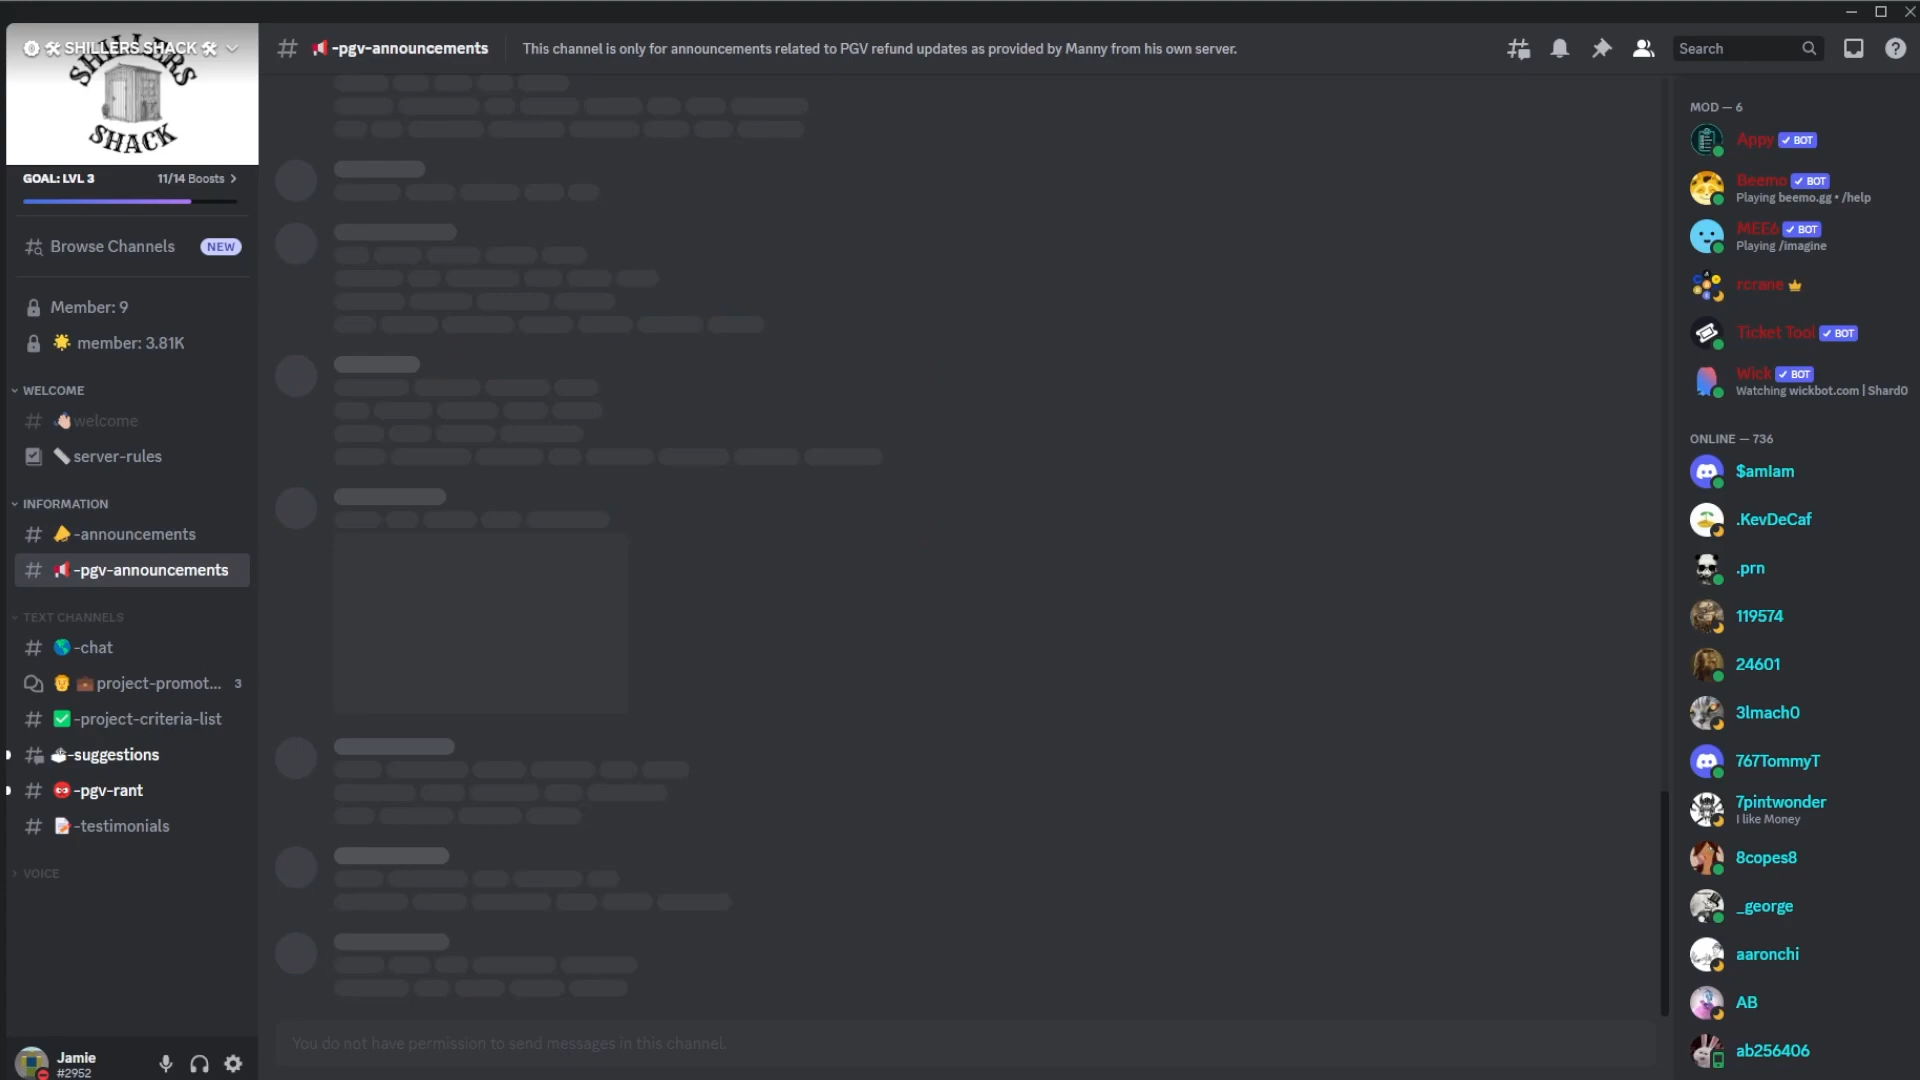 SHILLERS SHACK
SHILLERS
SHACK
GOAL: LVL 3
11/14 Boosts
Browse Channels
NEW
Member: 9
member: 3.81K
WELCOME
welcome
server-rules
INFORMATION
-announcements
-pgv-announcements
TEXT CHANNELS
-chat
project-promot... 3
-project-criteria-list
-suggestions
-pgv-rant
-testimonials
VOICE
Jamie
#2952
-pgv-announcements
This channel is only for announcements related to PGV refund updates as provided by Manny from his own server.
Search
You do not have permission to send messages in this channel.
MOD — 6
Appy BOT
Beemo BOT
Playing beemo.gg • /help
MEE6 BOT
Playing /imagine
rcrane
Ticket Tool BOT
Wick BOT
Watching wickbot.com | Shard0
ONLINE — 736
$amIam
.KevDeCaf
.prn
119574
24601
3lmach0
767TommyT
7pintwonder
I like Money
8copes8
_george
aaronchi
AB
ab256406